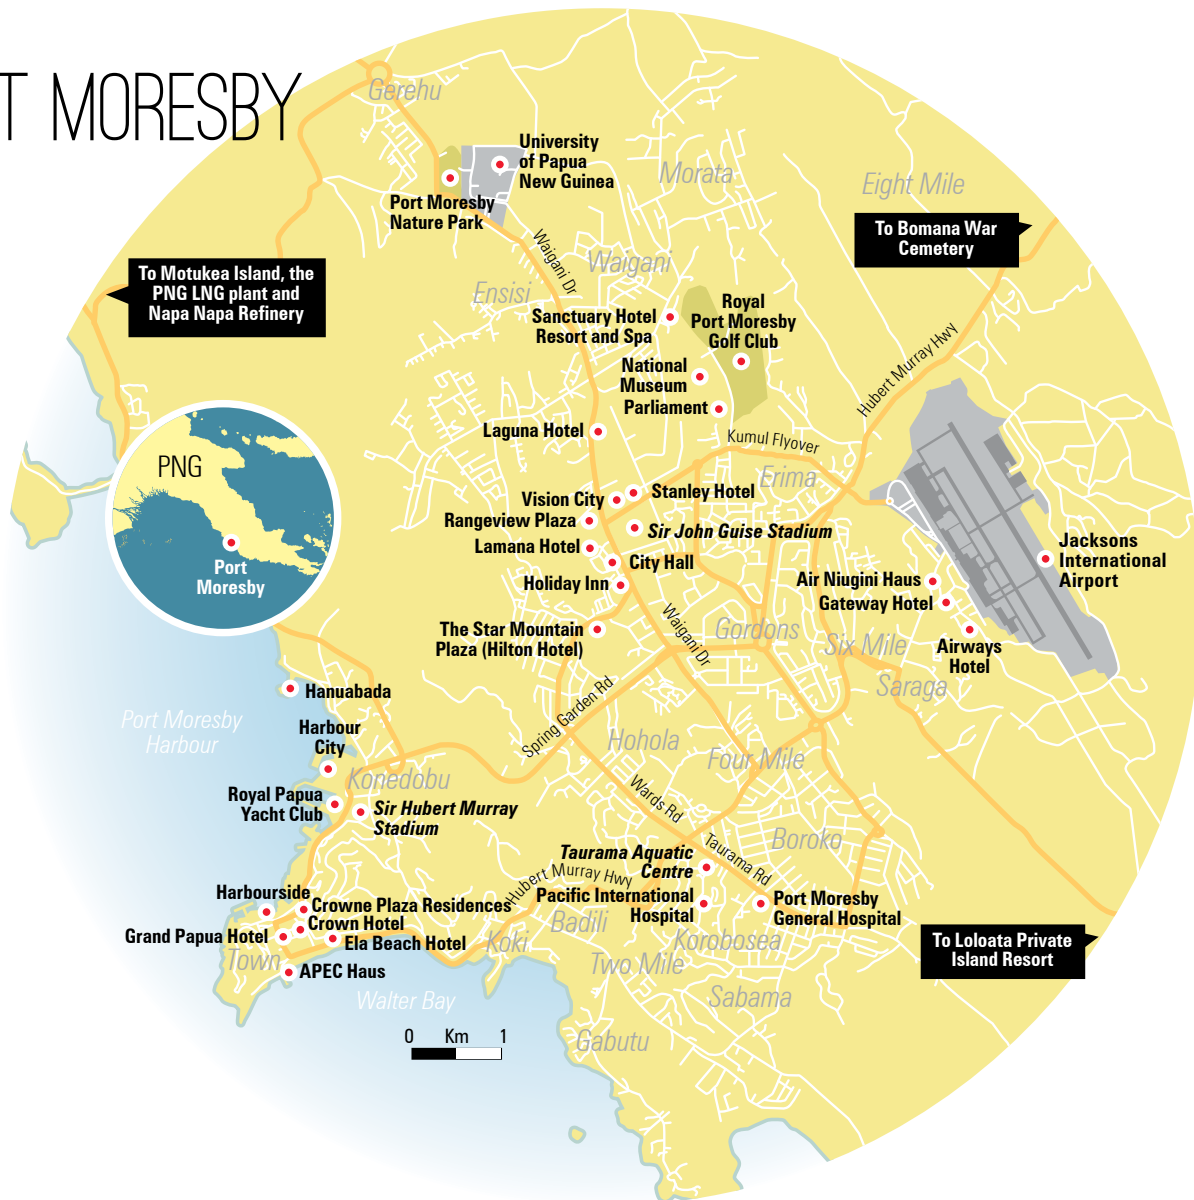 T MORESBY
Gerehu
University
of Papua
New Guinea
Port Moresby
Nature Park
Morata
Eight Mile
To Bomana War
Cemetery
Waigani Dr
Waigani
To Motukea Island, the
PNG LNG plant and
Napa Napa Refinery
Ensisi
Sanctuary Hotel
Resort and Spa
Royal
Port Moresby
Golf Club
National
Museum
Parliament
Hubert Murray Hwy
Laguna Hotel
Kumul Flyover
Erima
PNG
Port
Moresby
Vision City
Stanley Hotel
Rangeview Plaza
Sir John Guise Stadium
Lamana Hotel
City Hall
Holiday Inn
Jacksons
International
Airport
Air Niugini Haus
Gateway Hotel
Airways
Hotel
The Star Mountain
Plaza (Hilton Hotel)
Waigani Dr
Gordons
Six Mile
Saraga
Hanuabada
Port Moresby
Harbour
Harbour
City
Spring Garden Rd
Hohola
Four Mile
Konedobu
Royal Papua
Yacht Club
Sir Hubert Murray
Stadium
Wards Rd
Boroko
Taurama Rd
Taurama Aquatic
Centre
Hubert Murray Hwy
Pacific International
Hospital
Port Moresby
General Hospital
Harbourside
Crowne Plaza Residences
Crown Hotel
Grand Papua Hotel
Ela Beach Hotel
Town
APEC Haus
Koki
Badili
Korobosea
Two Mile
Sabama
To Loloata Private
Island Resort
Walter Bay
Gabutu
0 Km 1